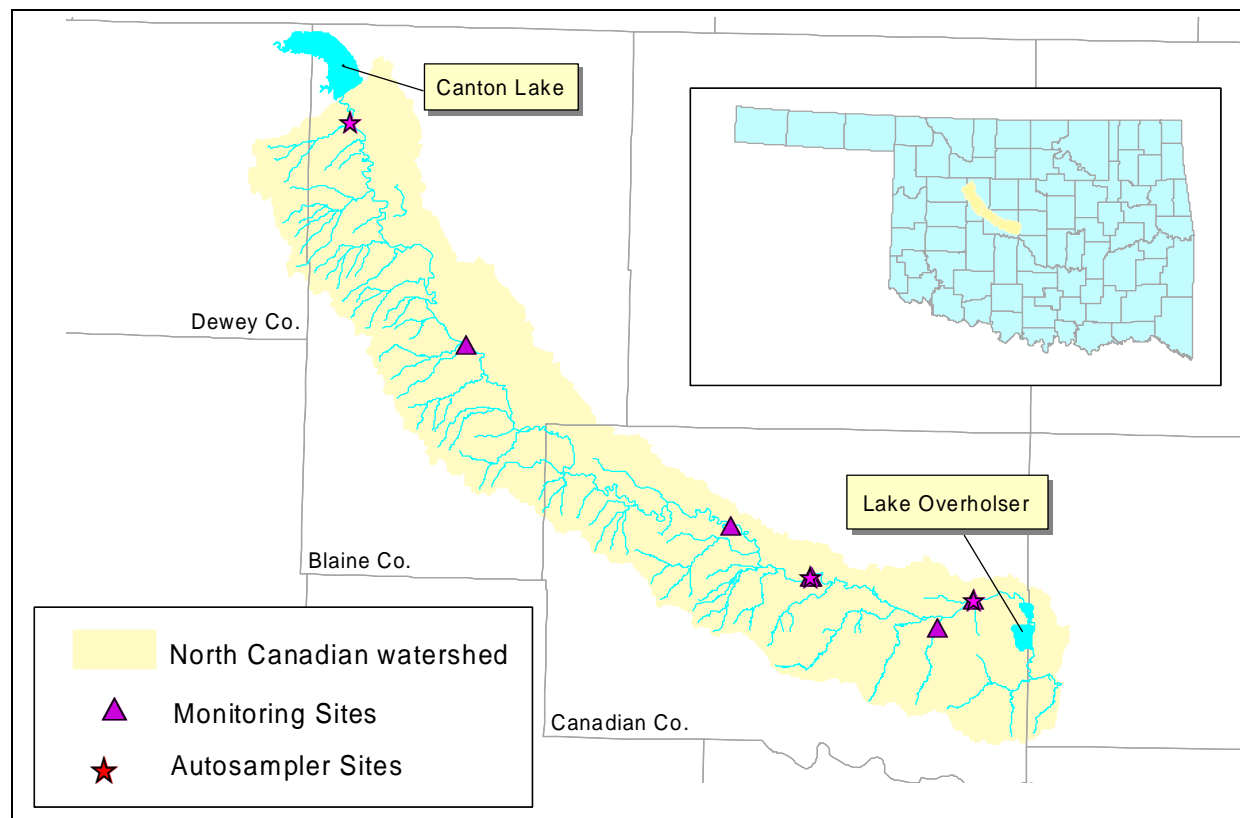 Canton Lake
Dewey Co.
Lake Overholser
Blaine Co.
Canadian Co.
North Canadian watershed
Monitoring Sites
Autosampler Sites